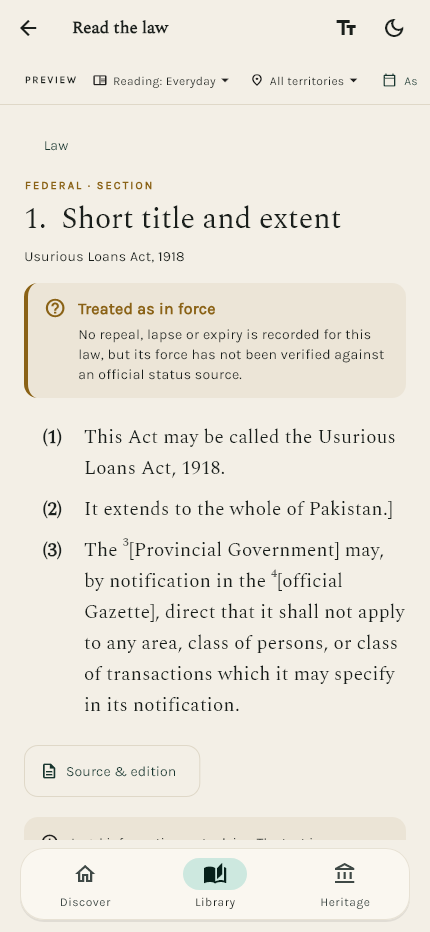 Read the law
PREVIEW Reading: Everyday All territories As
Law
FEDERAL · SECTION
1. Short title and extent
Usurious Loans Act, 1918
Treated as in force
No repeal, lapse or expiry is recorded for this
law, but its force has not been verified against
an official status source.
(1) This Act may be called the Usurious
Loans Act, 1918.
(2) It extends to the whole of Pakistan.]
(3) The 3[Provincial Government] may,
by notification in the 4[official
Gazette], direct that it shall not apply
to any area, class of persons, or class
of transactions which it may specify
in its notification.
Source & edition
Discover Library Heritage